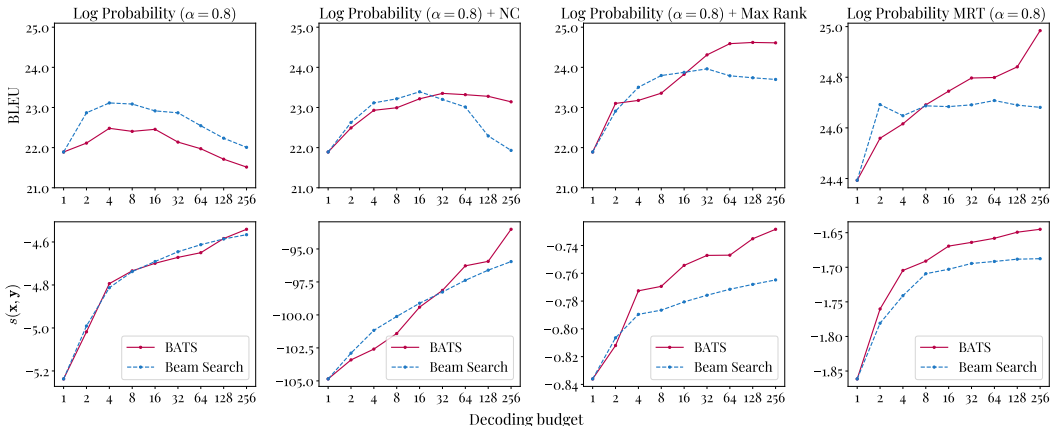 Log Probability (α = 0.8)
Log Probability (α = 0.8) + NC
Log Probability (α = 0.8) + Max Rank
Log Probability MRT (α = 0.8)
BLEU
25.0
24.0
23.0
22.0
21.0
1 2 4 8 16 32 64 128 256
25.0
24.0
23.0
22.0
21.0
1 2 4 8 16 32 64 128 256
25.0
24.0
23.0
22.0
21.0
1 2 4 8 16 32 64 128 256
25.0
24.8
24.6
24.4
1 2 4 8 16 32 64 128 256
s(x, y)
−4.6
−4.8
−5.0
−5.2
BATS
Beam Search
1 2 4 8 16 32 64 128 256
−95.0
−97.5
−100.0
−102.5
−105.0
BATS
Beam Search
1 2 4 8 16 32 64 128 256
−0.74
−0.76
−0.78
−0.80
−0.82
−0.84
BATS
Beam Search
1 2 4 8 16 32 64 128 256
−1.65
−1.70
−1.75
−1.80
−1.85
BATS
Beam Search
1 2 4 8 16 32 64 128 256
Decoding budget